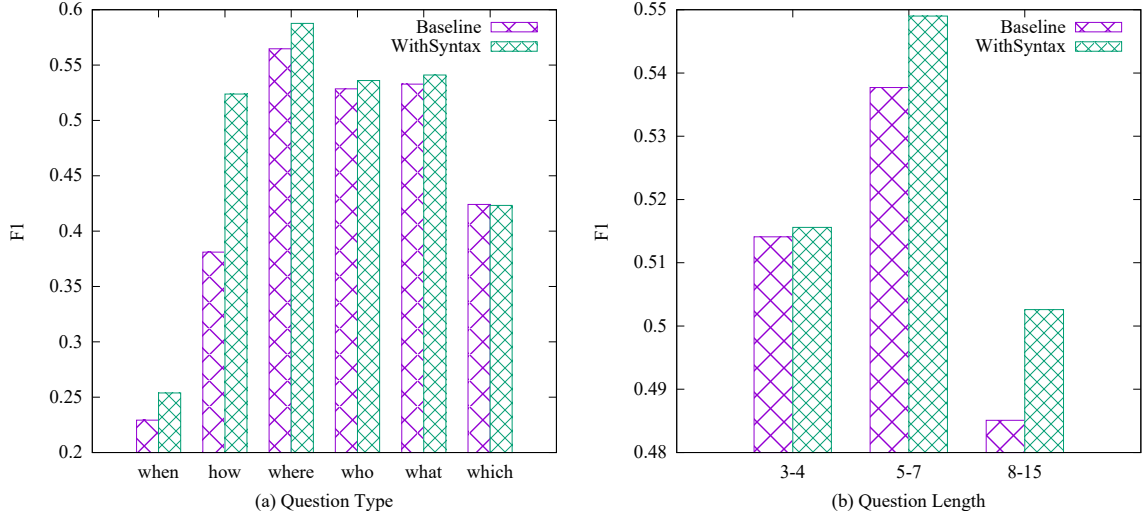 0.6
0.55
0.5
0.45
0.4
0.35
0.3
0.25
0.2
F1
Baseline
WithSyntax
when how where who what which
(a) Question Type
0.55
0.54
0.53
0.52
0.51
0.5
0.49
0.48
F1
Baseline
WithSyntax
3-4 5-7 8-15
(b) Question Length